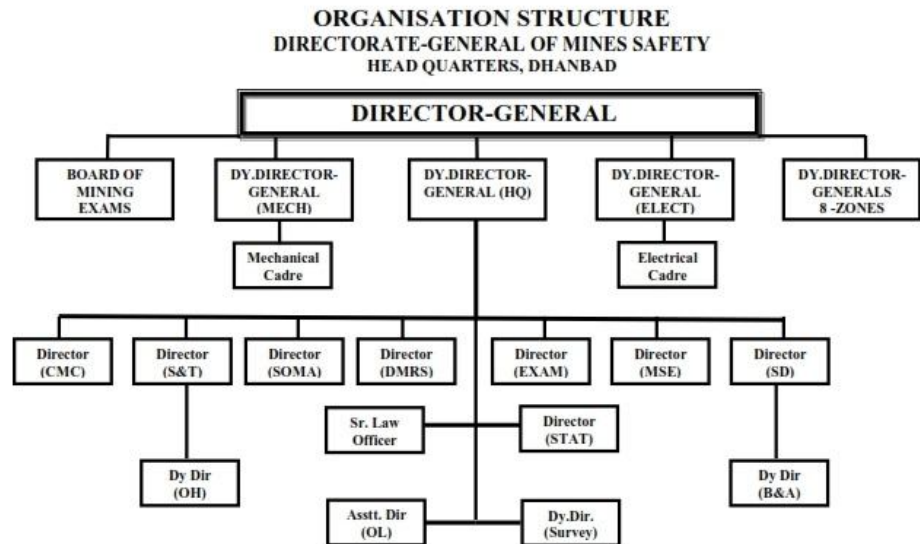 ORGANISATION STRUCTURE
DIRECTORATE-GENERAL OF MINES SAFETY
HEAD QUARTERS, DHANBAD
DIRECTOR-GENERAL
BOARD OF
MINING
EXAMS
DY.DIRECTOR-
GENERAL
(MECH)
DY.DIRECTOR-
GENERAL (HQ)
DY.DIRECTOR-
GENERAL
(ELECT)
DY.DIRECTOR-
GENERALS
8 -ZONES
Mechanical
Cadre
Electrical
Cadre
Director
(CMC)
Director
(S&T)
Director
(SOMA)
Director
(DMRS)
Director
(EXAM)
Director
(MSE)
Director
(SD)
Sr. Law
Officer
Director
(STAT)
Dy Dir
(OH)
Dy Dir
(B&A)
Asstt. Dir
(OL)
Dy.Dir.
(Survey)